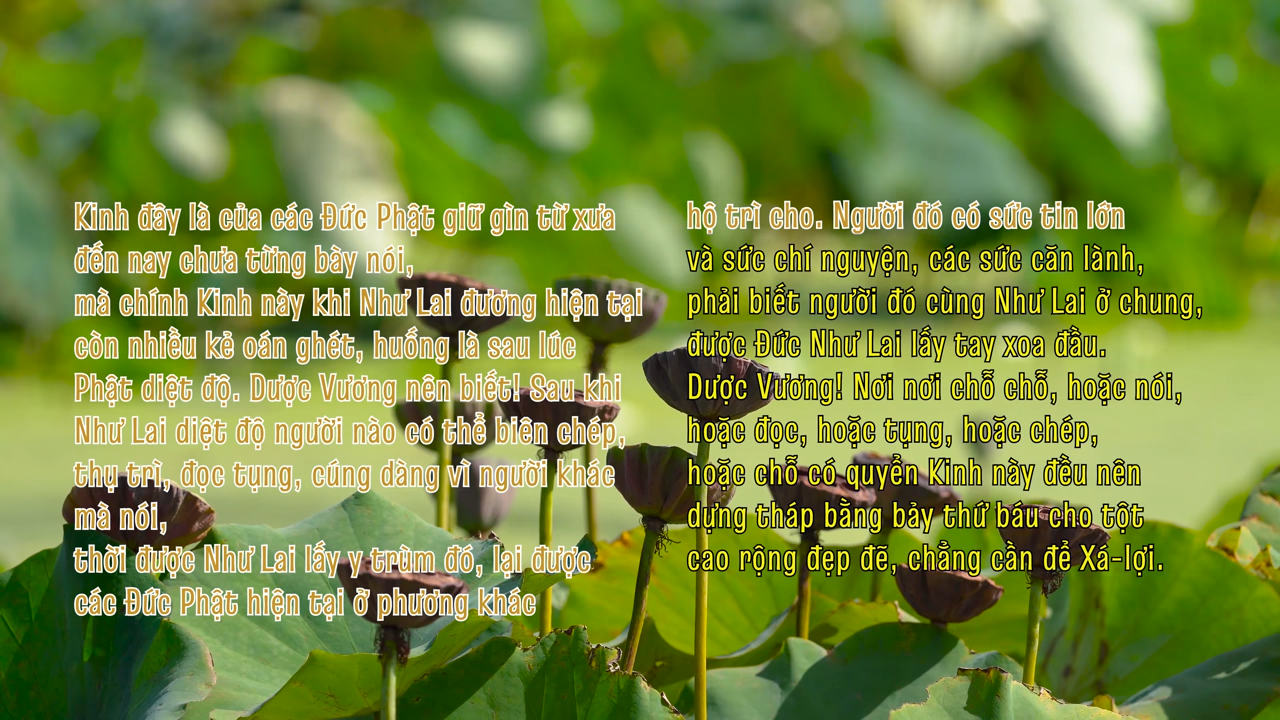 Kinh đây là của các Đức Phật giữ gìn từ xưa
đến nay chưa từng bày nói,
mà chính Kinh này khi Như Lai đương hiện tại
còn nhiều kẻ oán ghét, huống là sau lúc
Phật diệt độ. Dược Vương nên biết! Sau khi
Như Lai diệt độ người nào có thể biên chép,
thụ trì, đọc tụng, cúng dàng vì người khác
mà nói,
thời được Như Lai lấy y trùm đó, lại được
các Đức Phật hiện tại ở phương khác
hộ trì cho. Người đó có sức tin lớn
và sức chí nguyện, các sức căn lành,
phải biết người đó cùng Như Lai ở chung,
được Đức Như Lai lấy tay xoa đầu.
Dược Vương! Nơi nơi chỗ chỗ, hoặc nói,
hoặc đọc, hoặc tụng, hoặc chép,
hoặc chỗ có quyển Kinh này đều nên
dựng tháp bằng bảy thứ báu cho tột
cao rộng đẹp đẽ, chẳng cần để Xá-lợi.